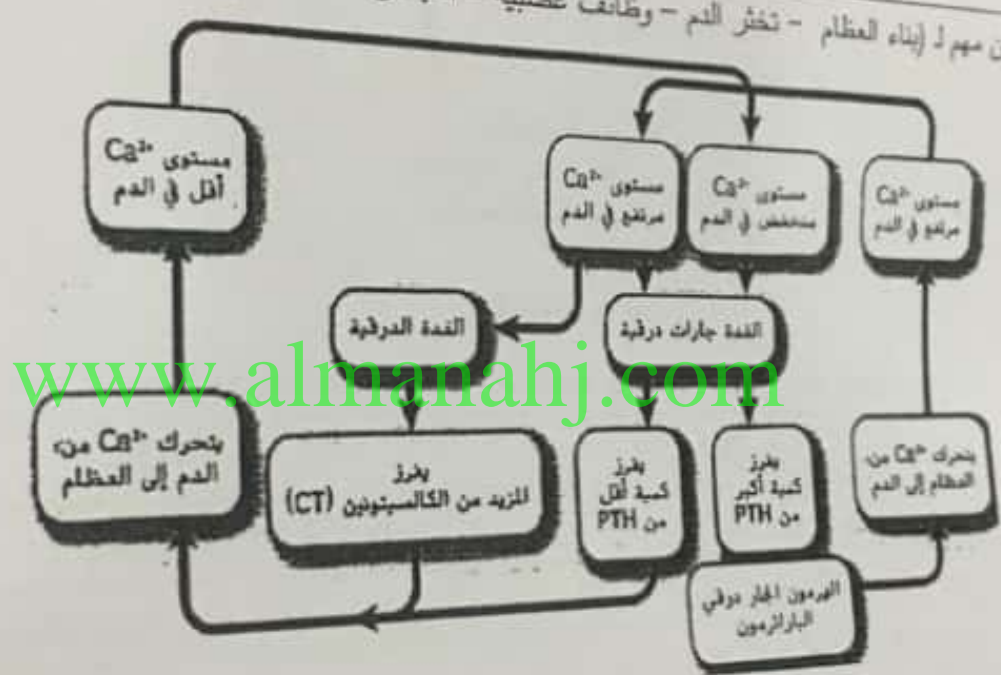 مهم لـ (بناء العظام – تخثر الدم – وظائف عصبية
مستوى Ca²⁺
أقل في الدم
مستوى Ca²⁺
مرتفع في الدم
مستوى Ca²⁺
منخفض في الدم
مستوى Ca²⁺
مرتفع في الدم
الغدة الدرقية
الغدة جارات درقية
www.almanahj.com
يتحرك Ca²⁺ من
الدم إلى العظام
يفرز
المزيد من الكالسيتونين (CT)
يفرز
كمية أقل
من PTH
يفرز
كمية أكبر
من PTH
يتحرك Ca²⁺ من
العظام إلى الدم
الهرمون الجار درقي
الباراثرمون